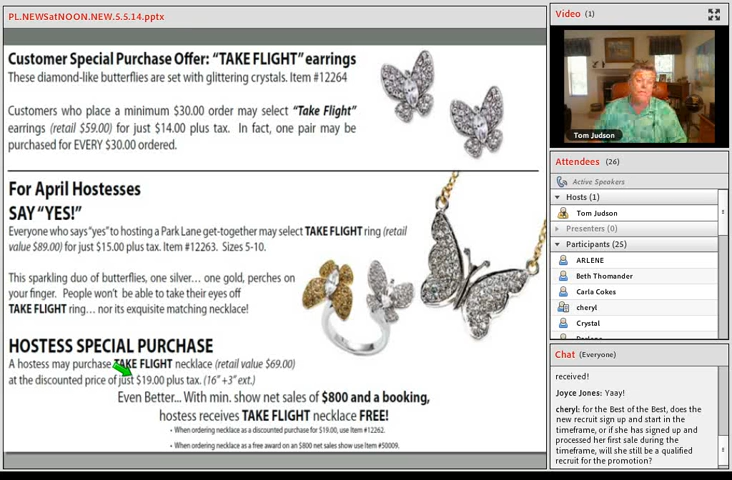 PL.NEWSatNOON.NEW.5.5.14.pptx
Customer Special Purchase Offer: "TAKE FLIGHT" earrings
These diamond-like butterflies are set with glittering crystals. Item #12264
Customers who place a minimum $30.00 order may select "Take Flight"
earrings (retail $59.00) for just $14.00 plus tax. In fact, one pair may be
purchased for EVERY $30.00 ordered.
For April Hostesses
SAY "YES!"
Everyone who says "yes" to hosting a Park Lane get-together may select TAKE FLIGHT ring (retail
value $89.00) for just $15.00 plus tax. Item #12263. Sizes 5-10.
This sparkling duo of butterflies, one silver... one gold, perches on
your finger. People won't be able to take their eyes off
TAKE FLIGHT ring... nor its exquisite matching necklace!
HOSTESS SPECIAL PURCHASE
A hostess may purchase TAKE FLIGHT necklace (retail value $69.00)
at the discounted price of just $19.00 plus tax. (16" +3" ext.)
Even Better... With min. show net sales of $800 and a booking,
hostess receives TAKE FLIGHT necklace FREE!
• When ordering necklace as a discounted purchase for $19.00, use Item #12262.
• When ordering necklace as a free award on an $800 net sales show use Item #50009.
Video (1)
Tom Judson
Attendees (26)
Active Speakers
Hosts (1)
Tom Judson
Presenters (0)
Participants (25)
ARLENE
Beth Thomander
Carla Cokes
cheryl
Crystal
Chat (Everyone)
received!
Joyce Jones: Yaay!
cheryl: for the Best of the Best, does the
new recruit sign up and start in the
timeframe, or if she has signed up and
processed her first sale during the
timeframe, will she still be a qualified
recruit for the promotion?